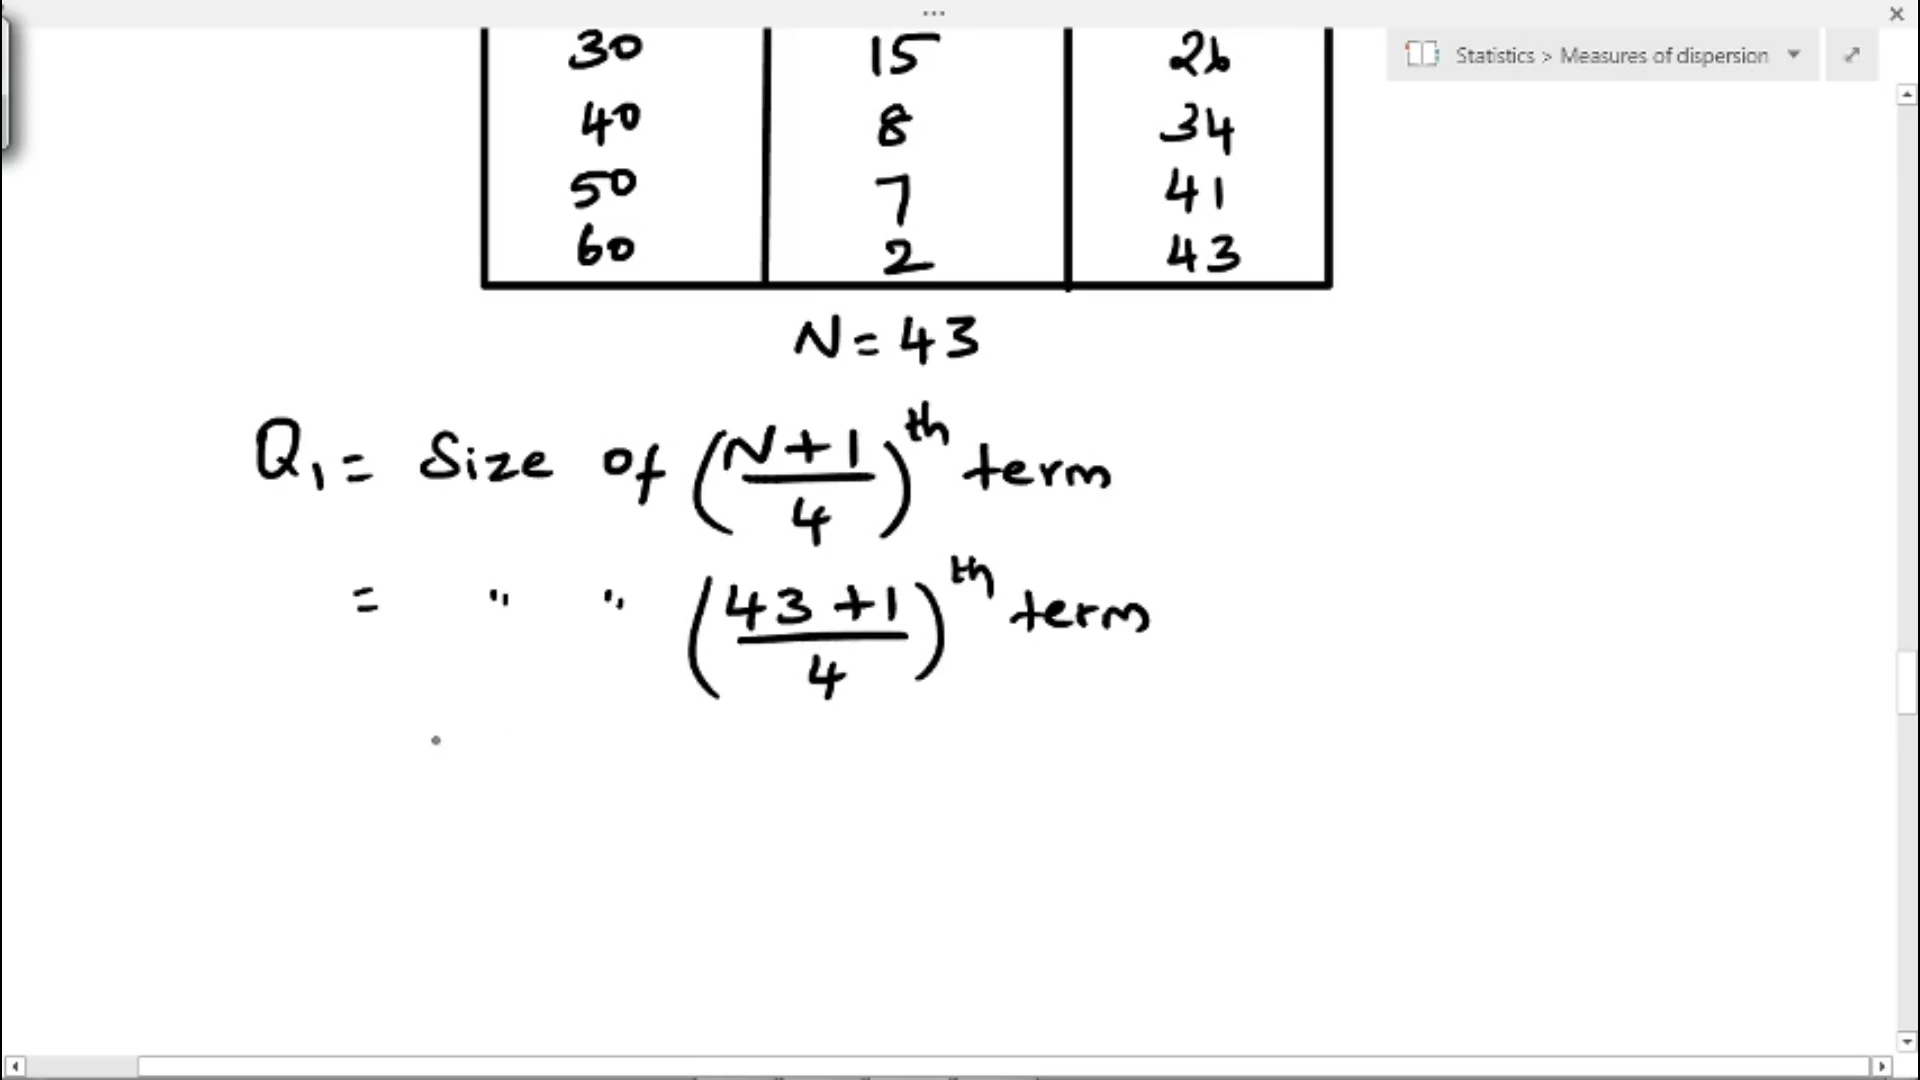 Statistics > Measures of dispersion
30 15 26
40 8 34
50 7 41
60 2 43
N = 43
Q₁ = Size of (N+1/4)th term
= " " (43+1/4)th term